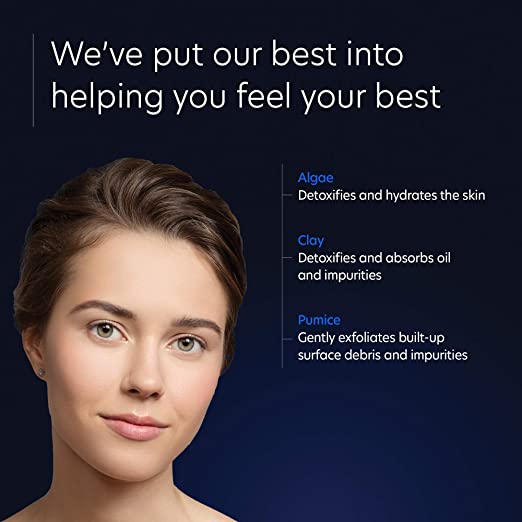 We’ve put our best into
helping you feel your best
Algae
Detoxifies and hydrates the skin
Clay
Detoxifies and absorbs oil
and impurities
Pumice
Gently exfoliates built-up
surface debris and impurities